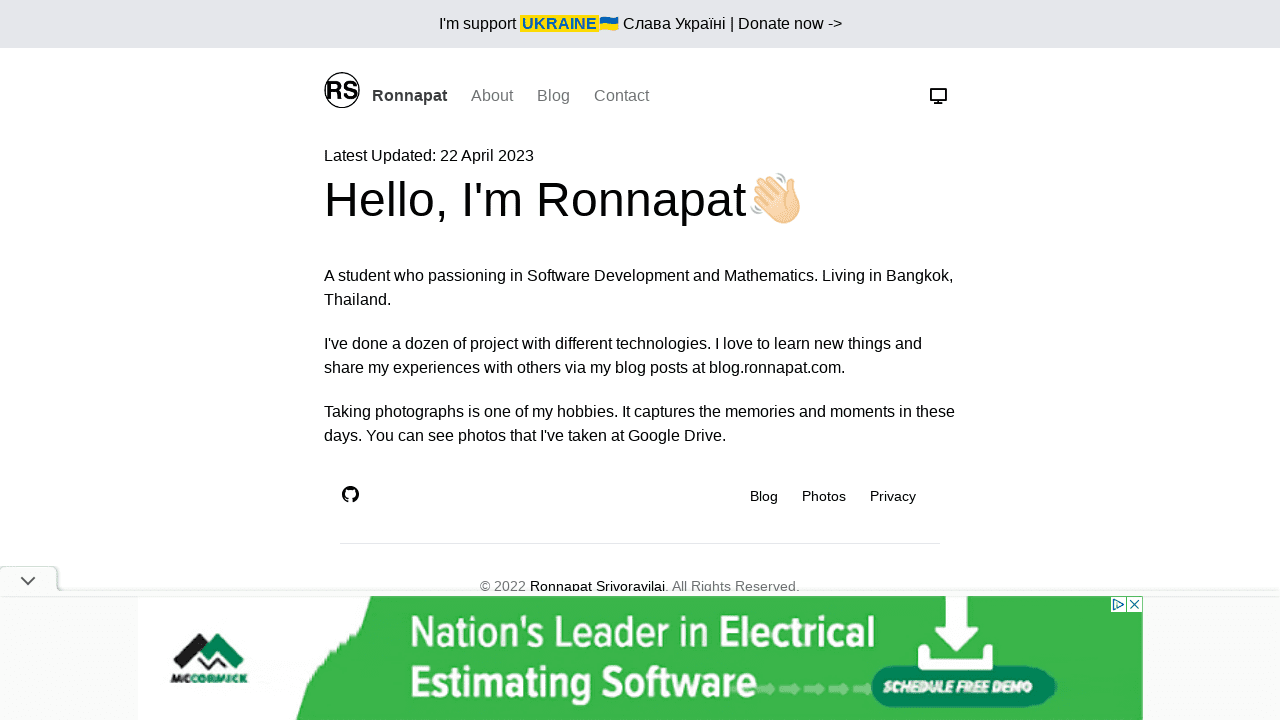 I'm support UKRAINE🇺🇦 Слава Україні | Donate now ->
RS Ronnapat About Blog Contact
Latest Updated: 22 April 2023
Hello, I'm Ronnapat👋🏻
A student who passioning in Software Development and Mathematics. Living in Bangkok,
Thailand.
I've done a dozen of project with different technologies. I love to learn new things and
share my experiences with others via my blog posts at blog.ronnapat.com.
Taking photographs is one of my hobbies. It captures the memories and moments in these
days. You can see photos that I've taken at Google Drive.
Blog Photos Privacy
© 2022 Ronnapat Srivoravilai. All Rights Reserved.
Nation's Leader in Electrical
Estimating Software
MCCORMICK
SCHEDULE FREE DEMO